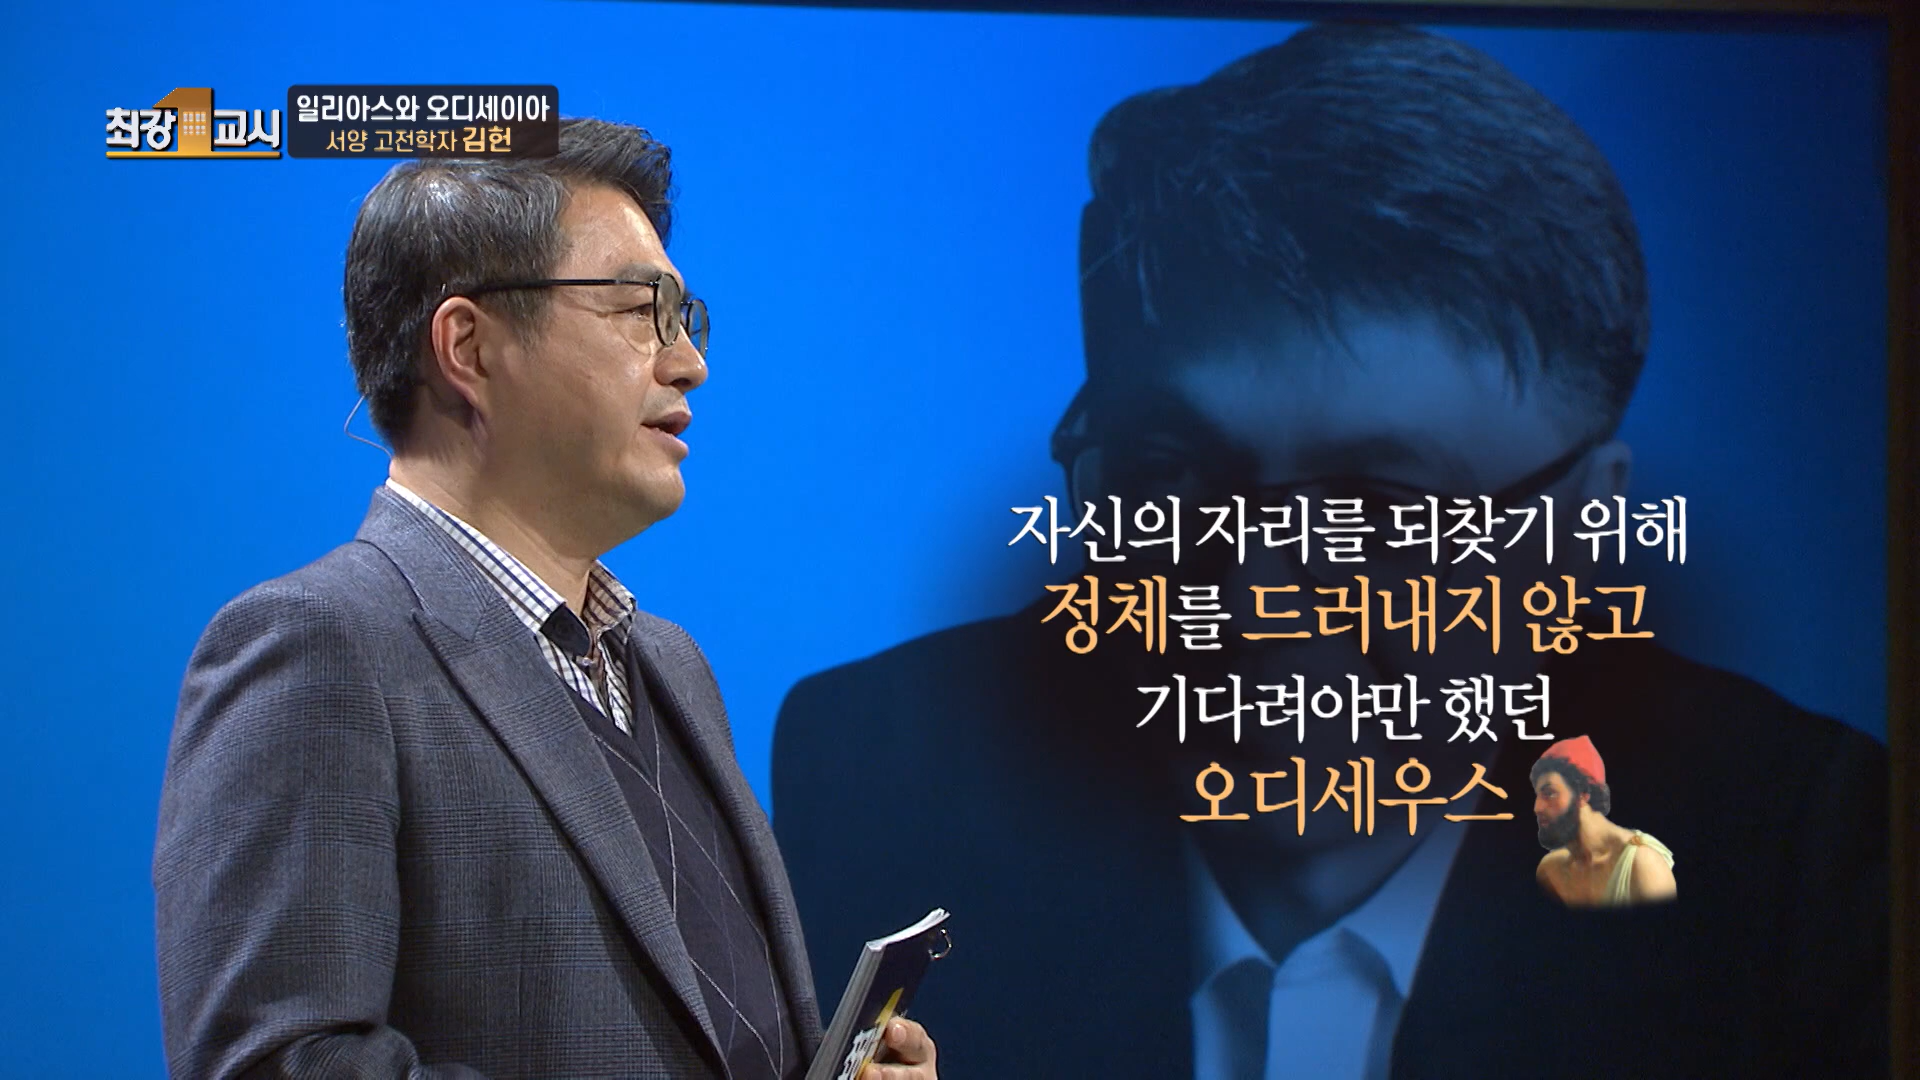 최강1교시
일리아스와 오디세이아
서양 고전학자 김헌
자신의 자리를 되찾기 위해
정체를 드러내지 않고
기다려야만 했던
오디세우스